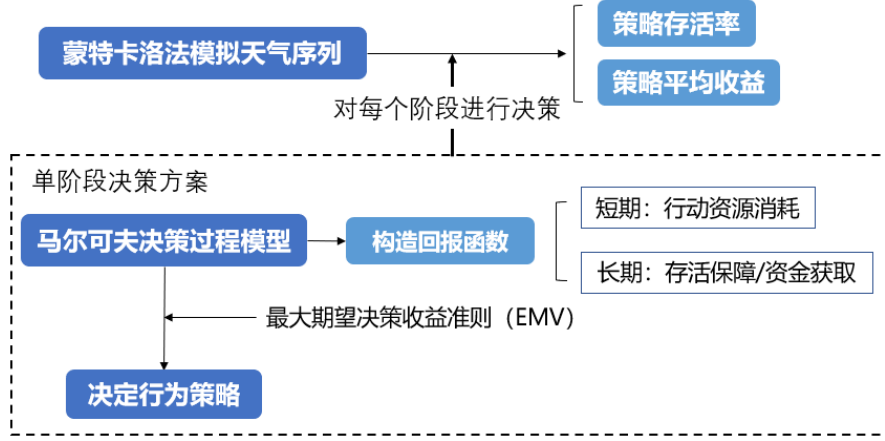 蒙特卡洛法模拟天气序列
策略存活率
策略平均收益
对每个阶段进行决策
单阶段决策方案
马尔可夫决策过程模型
构造回报函数
短期：行动资源消耗
长期：存活保障/资金获取
最大期望决策收益准则（EMV）
决定行为策略